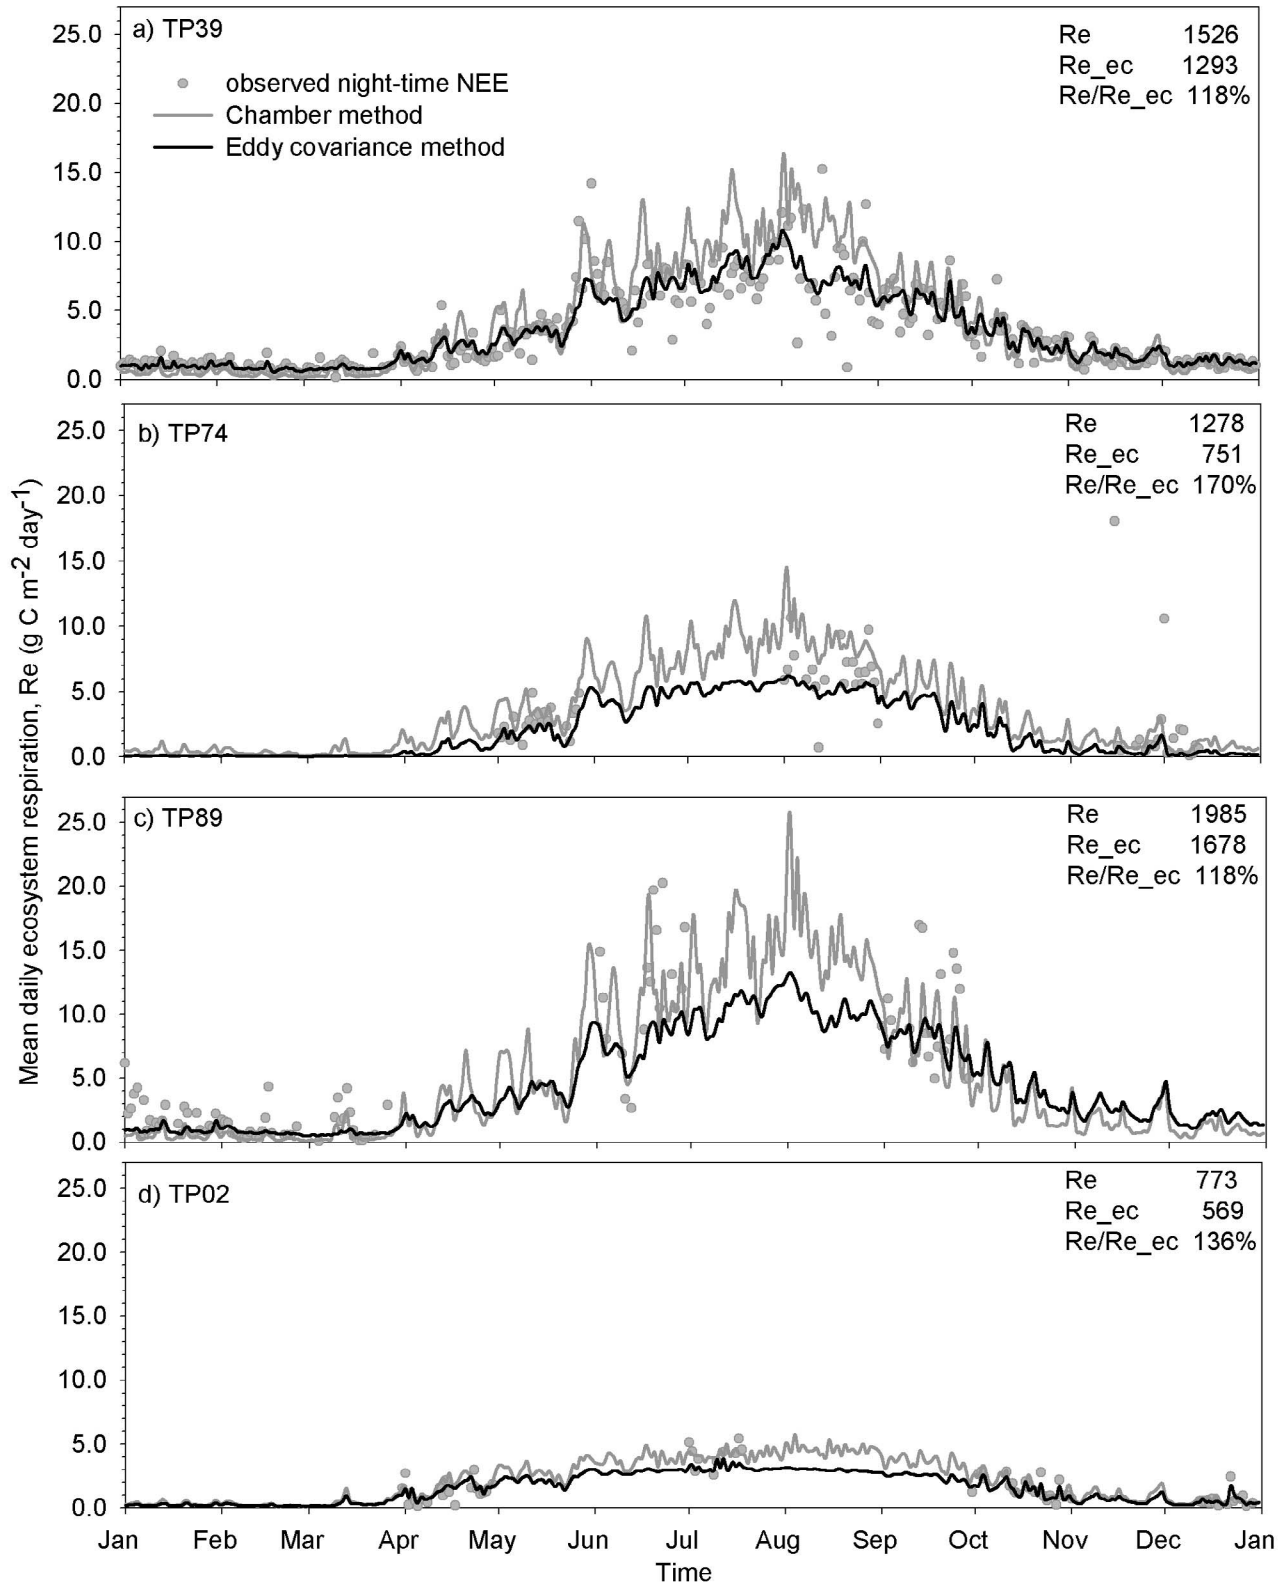 Mean daily ecosystem respiration, Re (g C m-2 day-1)
a) TP39
observed night-time NEE
Chamber method
Eddy covariance method
Re 1526
Re_ec 1293
Re/Re_ec 118%
25.0
20.0
15.0
10.0
5.0
0.0
b) TP74
Re 1278
Re_ec 751
Re/Re_ec 170%
25.0
20.0
15.0
10.0
5.0
0.0
c) TP89
Re 1985
Re_ec 1678
Re/Re_ec 118%
25.0
20.0
15.0
10.0
5.0
0.0
d) TP02
Re 773
Re_ec 569
Re/Re_ec 136%
25.0
20.0
15.0
10.0
5.0
0.0
Jan Feb Mar Apr May Jun Jul Aug Sep Oct Nov Dec Jan
Time